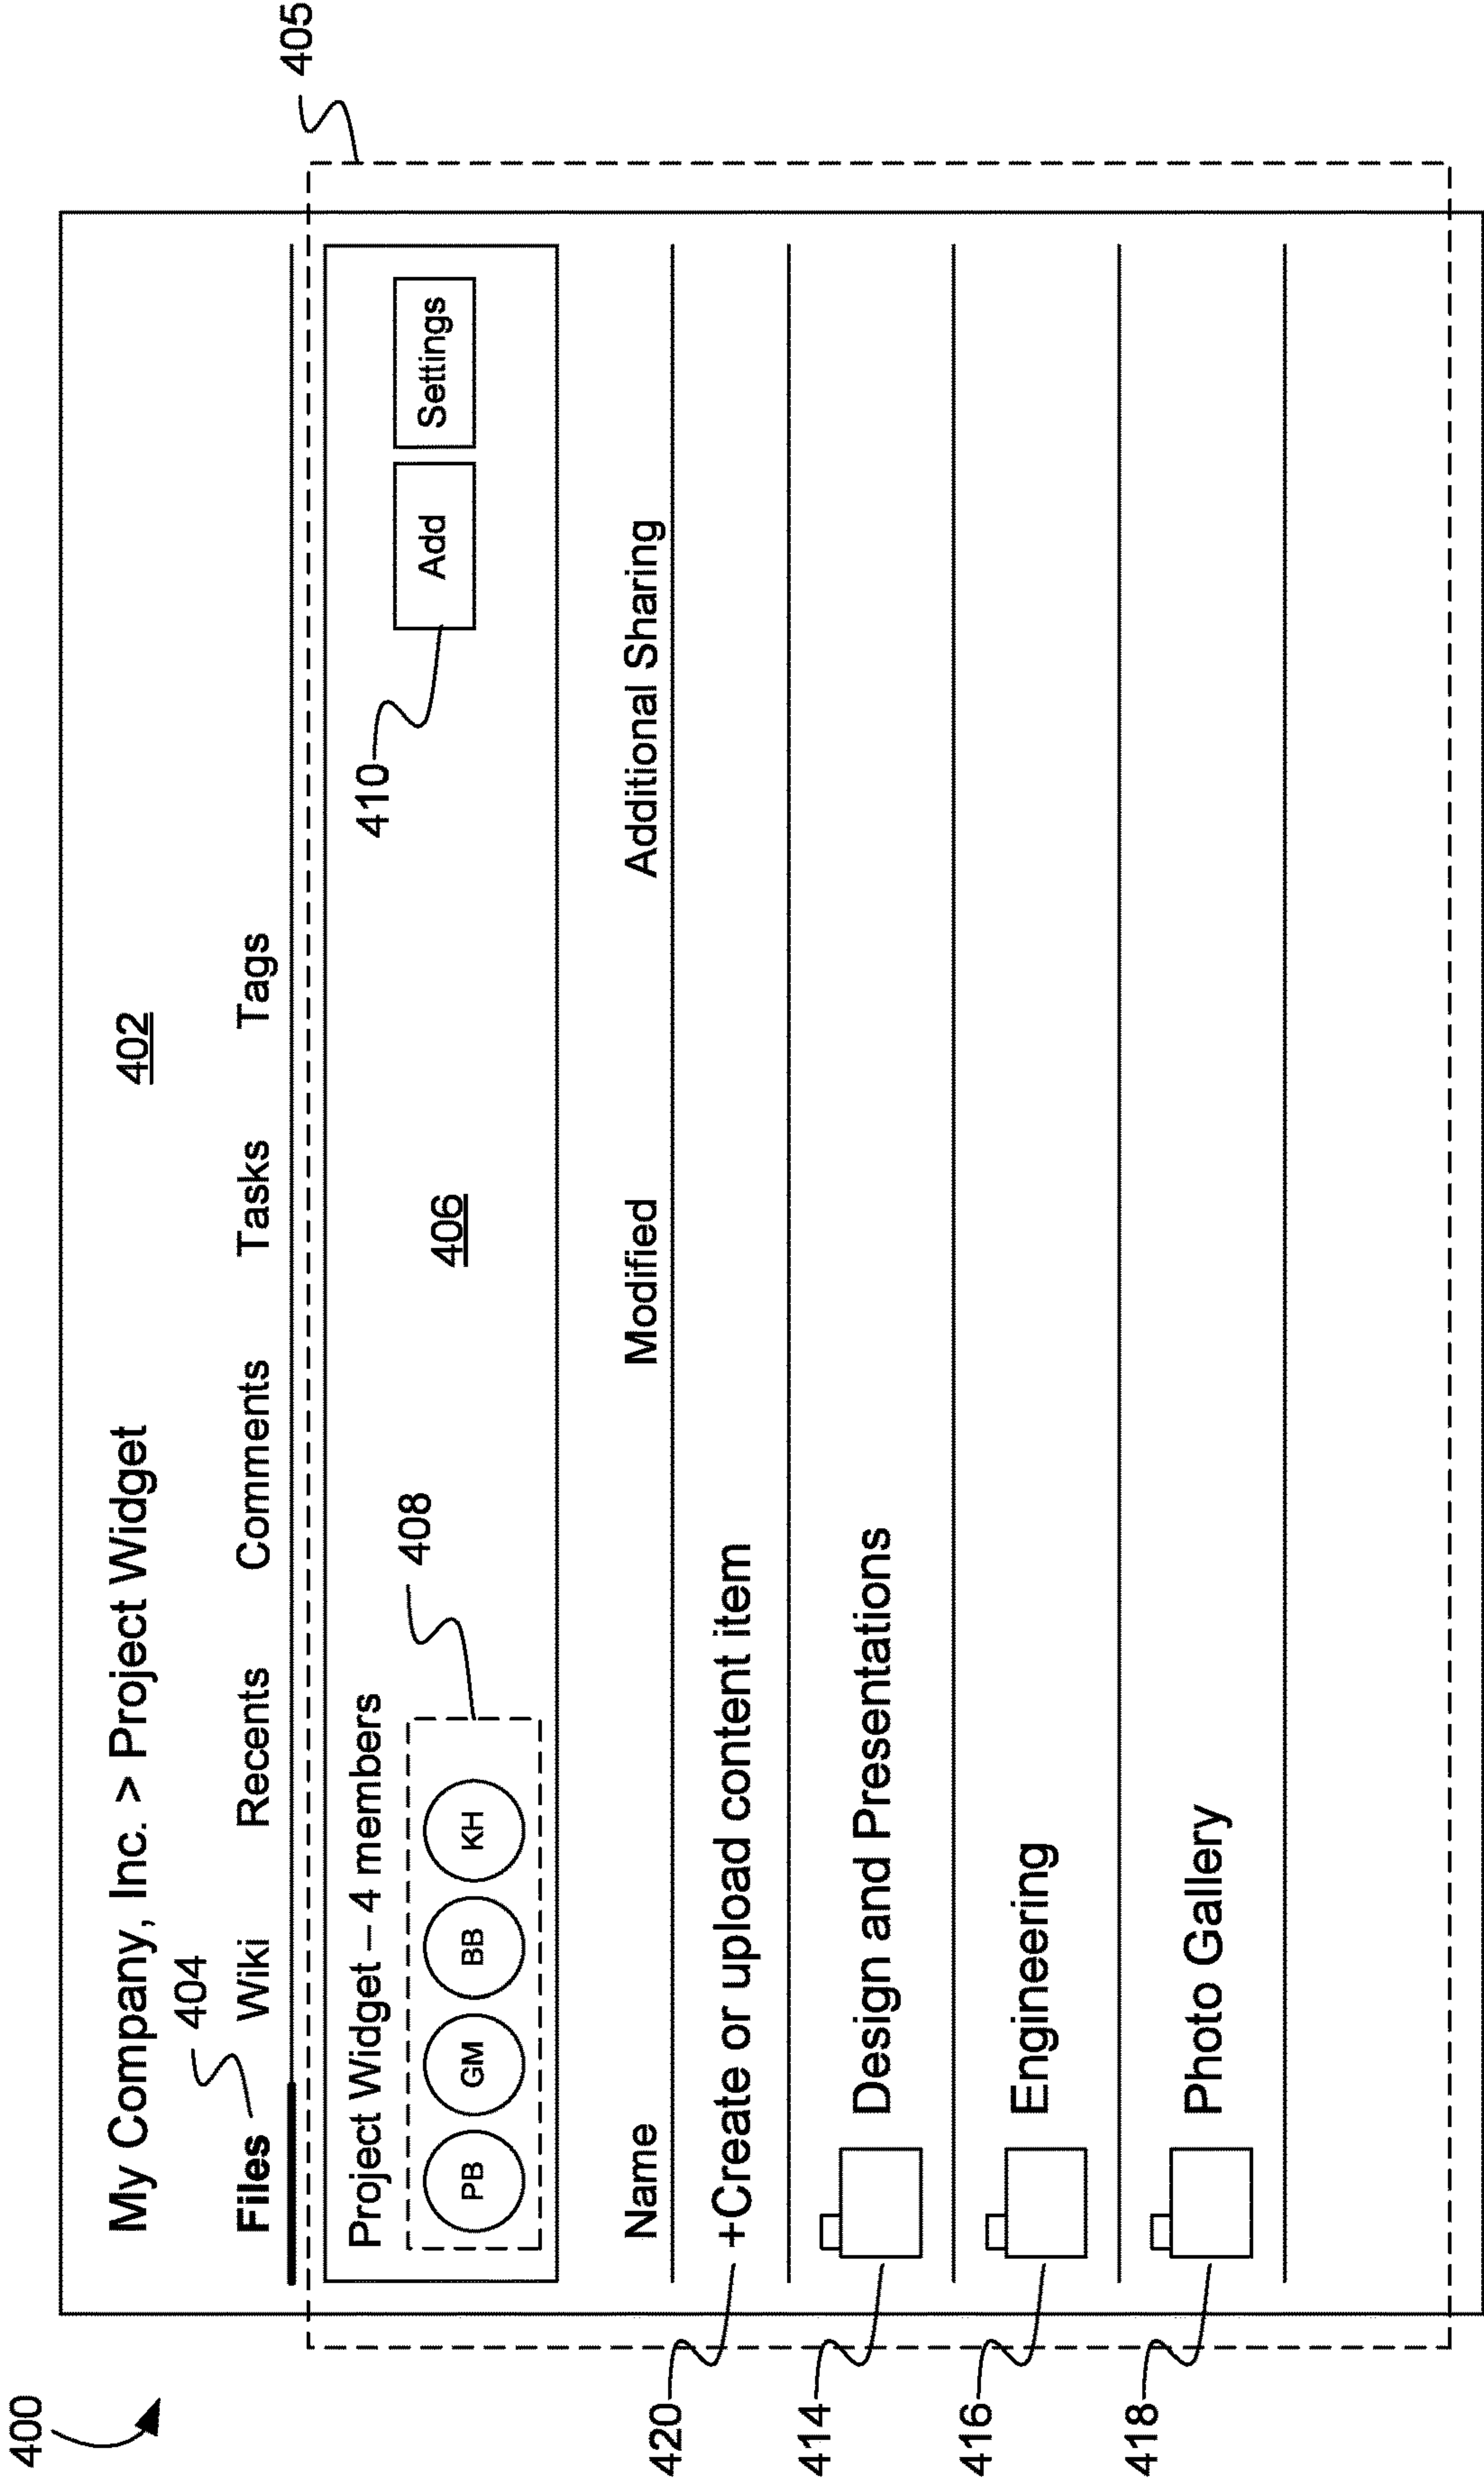 400
My Company, Inc. > Project Widget
402
404
Files Wiki Recents Comments Tasks Tags
405
Project Widget – 4 members
408
410
PB GM BB KH
406
Add Settings
Name Modified Additional Sharing
420
+Create or upload content item
414
Design and Presentations
416
Engineering
418
Photo Gallery